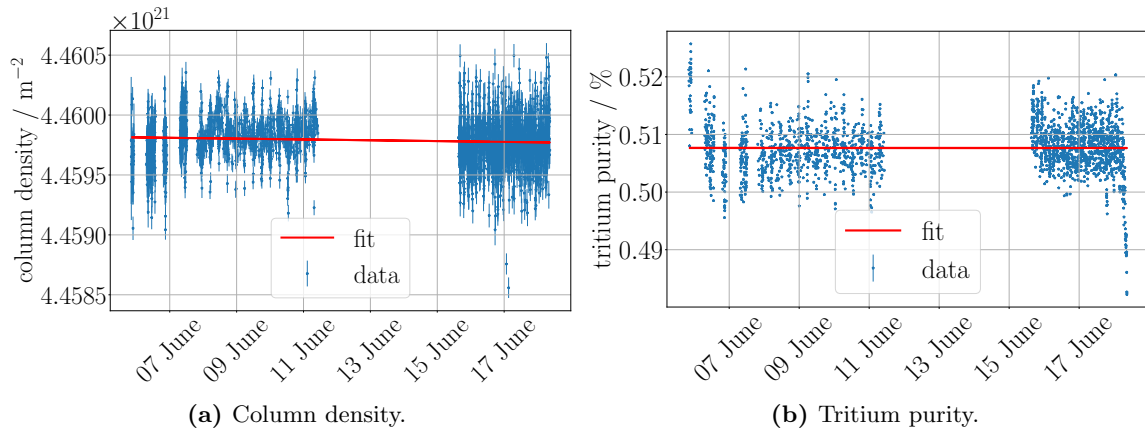 ×10²¹
column density / m⁻²
4.4605
4.4600
4.4595
4.4590
4.4585
fit
data
07 June
09 June
11 June
13 June
15 June
17 June
(a) Column density.
tritium purity / %
0.52
0.51
0.50
0.49
fit
data
07 June
09 June
11 June
13 June
15 June
17 June
(b) Tritium purity.